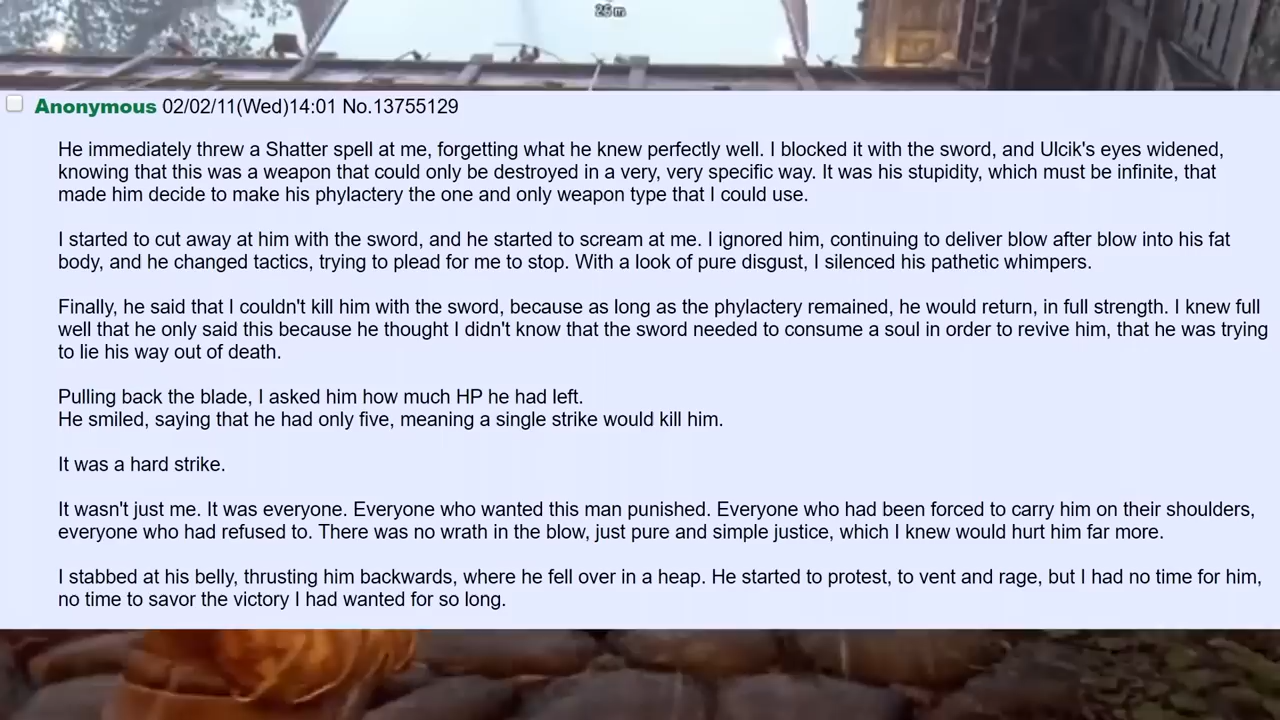 26 m
Anonymous 02/02/11(Wed)14:01 No.13755129
He immediately threw a Shatter spell at me, forgetting what he knew perfectly well. I blocked it with the sword, and Ulcik's eyes widened,
knowing that this was a weapon that could only be destroyed in a very, very specific way. It was his stupidity, which must be infinite, that
made him decide to make his phylactery the one and only weapon type that I could use.
I started to cut away at him with the sword, and he started to scream at me. I ignored him, continuing to deliver blow after blow into his fat
body, and he changed tactics, trying to plead for me to stop. With a look of pure disgust, I silenced his pathetic whimpers.
Finally, he said that I couldn't kill him with the sword, because as long as the phylactery remained, he would return, in full strength. I knew full
well that he only said this because he thought I didn't know that the sword needed to consume a soul in order to revive him, that he was trying
to lie his way out of death.
Pulling back the blade, I asked him how much HP he had left.
He smiled, saying that he had only five, meaning a single strike would kill him.
It was a hard strike.
It wasn't just me. It was everyone. Everyone who wanted this man punished. Everyone who had been forced to carry him on their shoulders,
everyone who had refused to. There was no wrath in the blow, just pure and simple justice, which I knew would hurt him far more.
I stabbed at his belly, thrusting him backwards, where he fell over in a heap. He started to protest, to vent and rage, but I had no time for him,
no time to savor the victory I had wanted for so long.